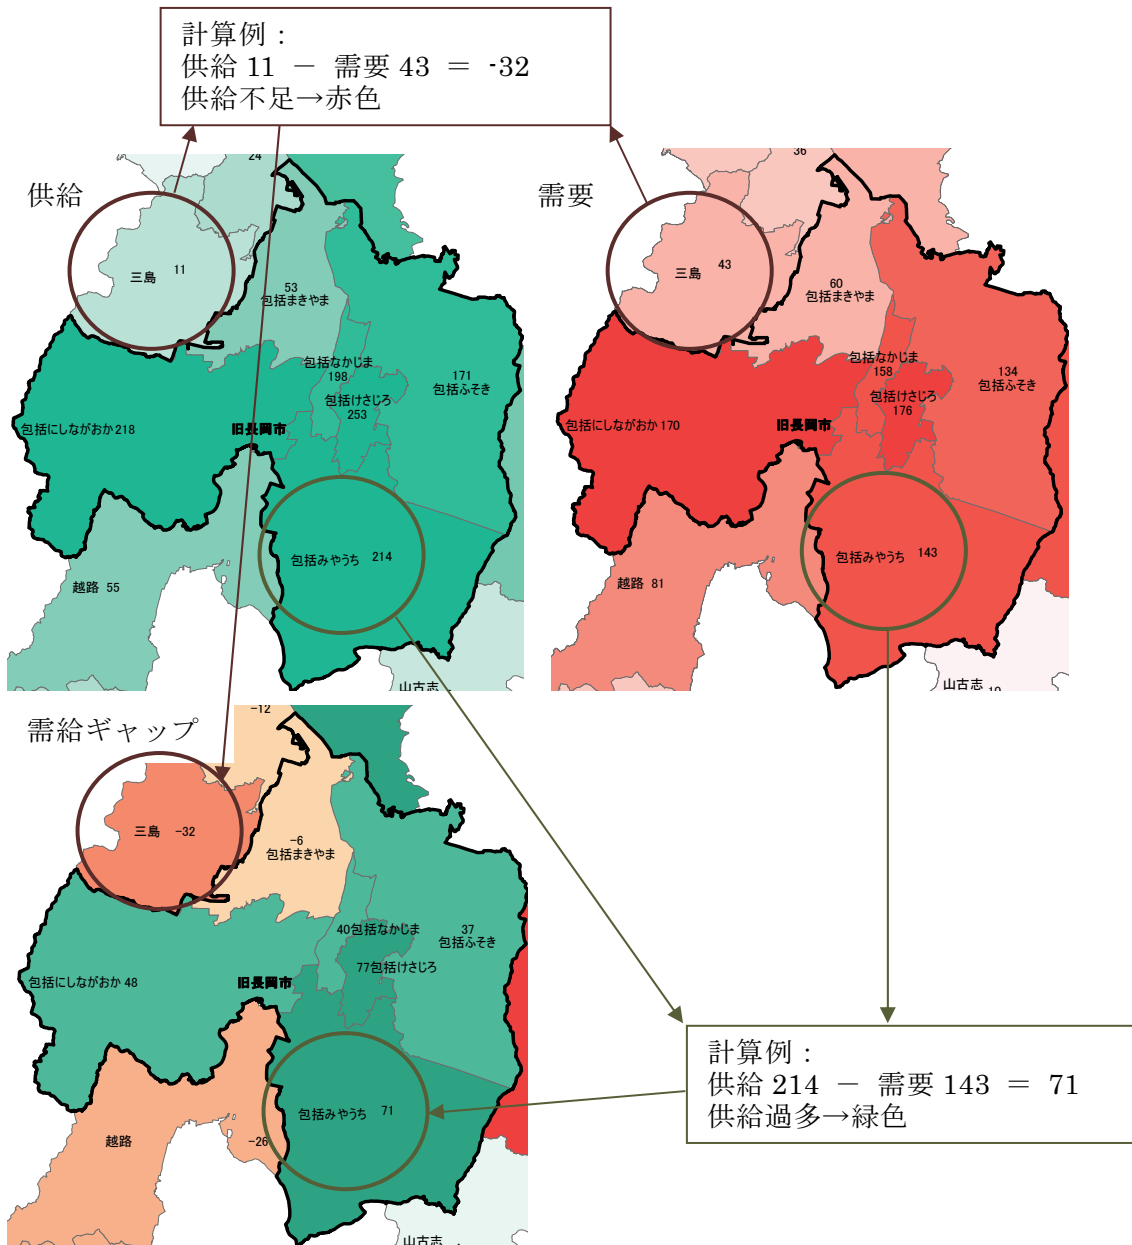 計算例：
供給 11 － 需要 43 ＝ -32
供給不足→赤色
供給
24
三島 11
53
包括まきやま
包括なかじま
198
171
包括ふそき
包括けさじろ
253
包括にしながおか 218
旧長岡市
包括みやうち 214
越路 55
山古志
需要
36
三島 43
60
包括まきやま
包括なかじま
158
134
包括ふそき
包括けさじろ
176
包括にしながおか 170
旧長岡市
包括みやうち 143
越路 81
山古志
需給ギャップ
-12
三島 -32
-6
包括まきやま
40包括なかじま
37
包括ふそき
77包括けさじろ
包括にしながおか 48
旧長岡市
包括みやうち 71
越路
-26
山古志
計算例：
供給 214 － 需要 143 ＝ 71
供給過多→緑色